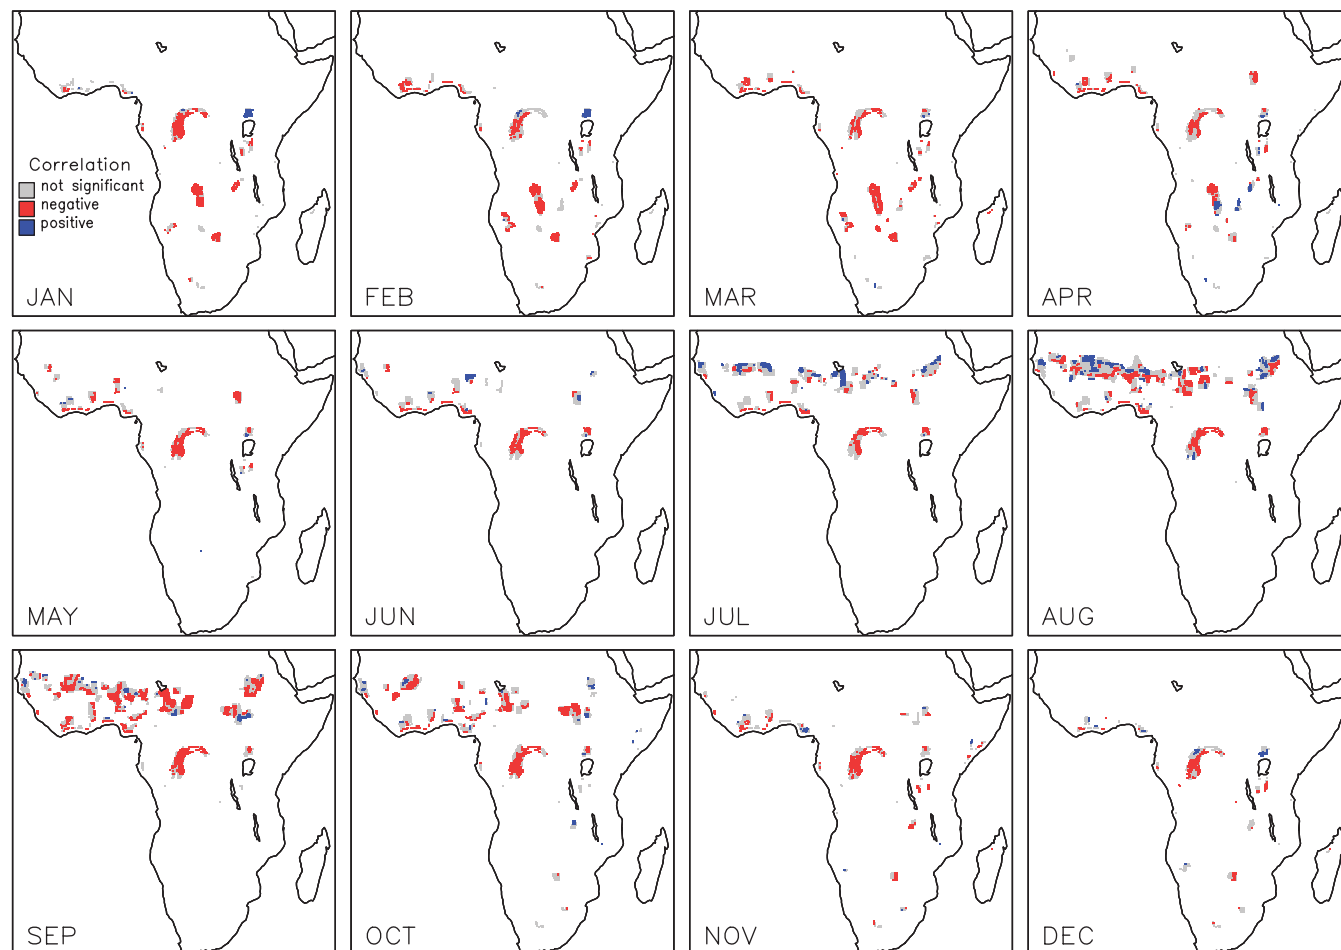 JAN
Correlation
not significant
negative
positive
FEB
MAR
APR
MAY
JUN
JUL
AUG
SEP
OCT
NOV
DEC